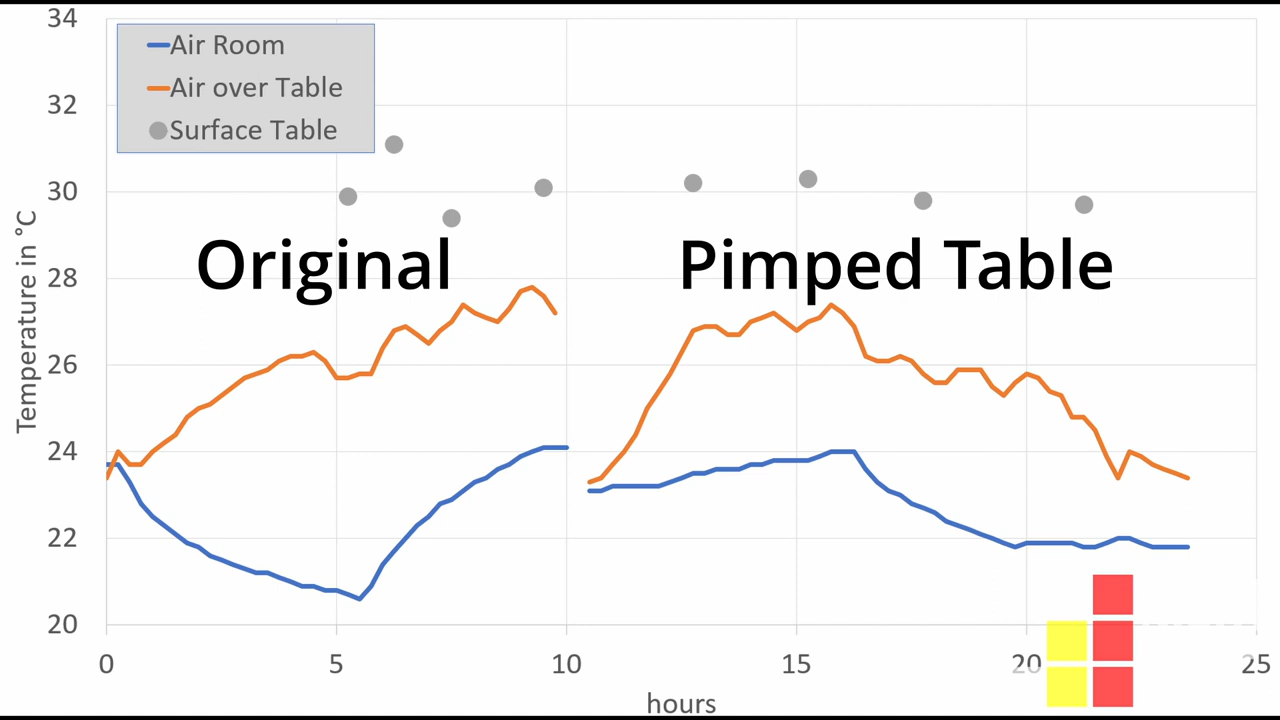 34
Air Room
Air over Table
Surface Table
32
30
28
26
24
22
20
Temperature in °C
Original
Pimped Table
0 5 10 15 20 25
hours